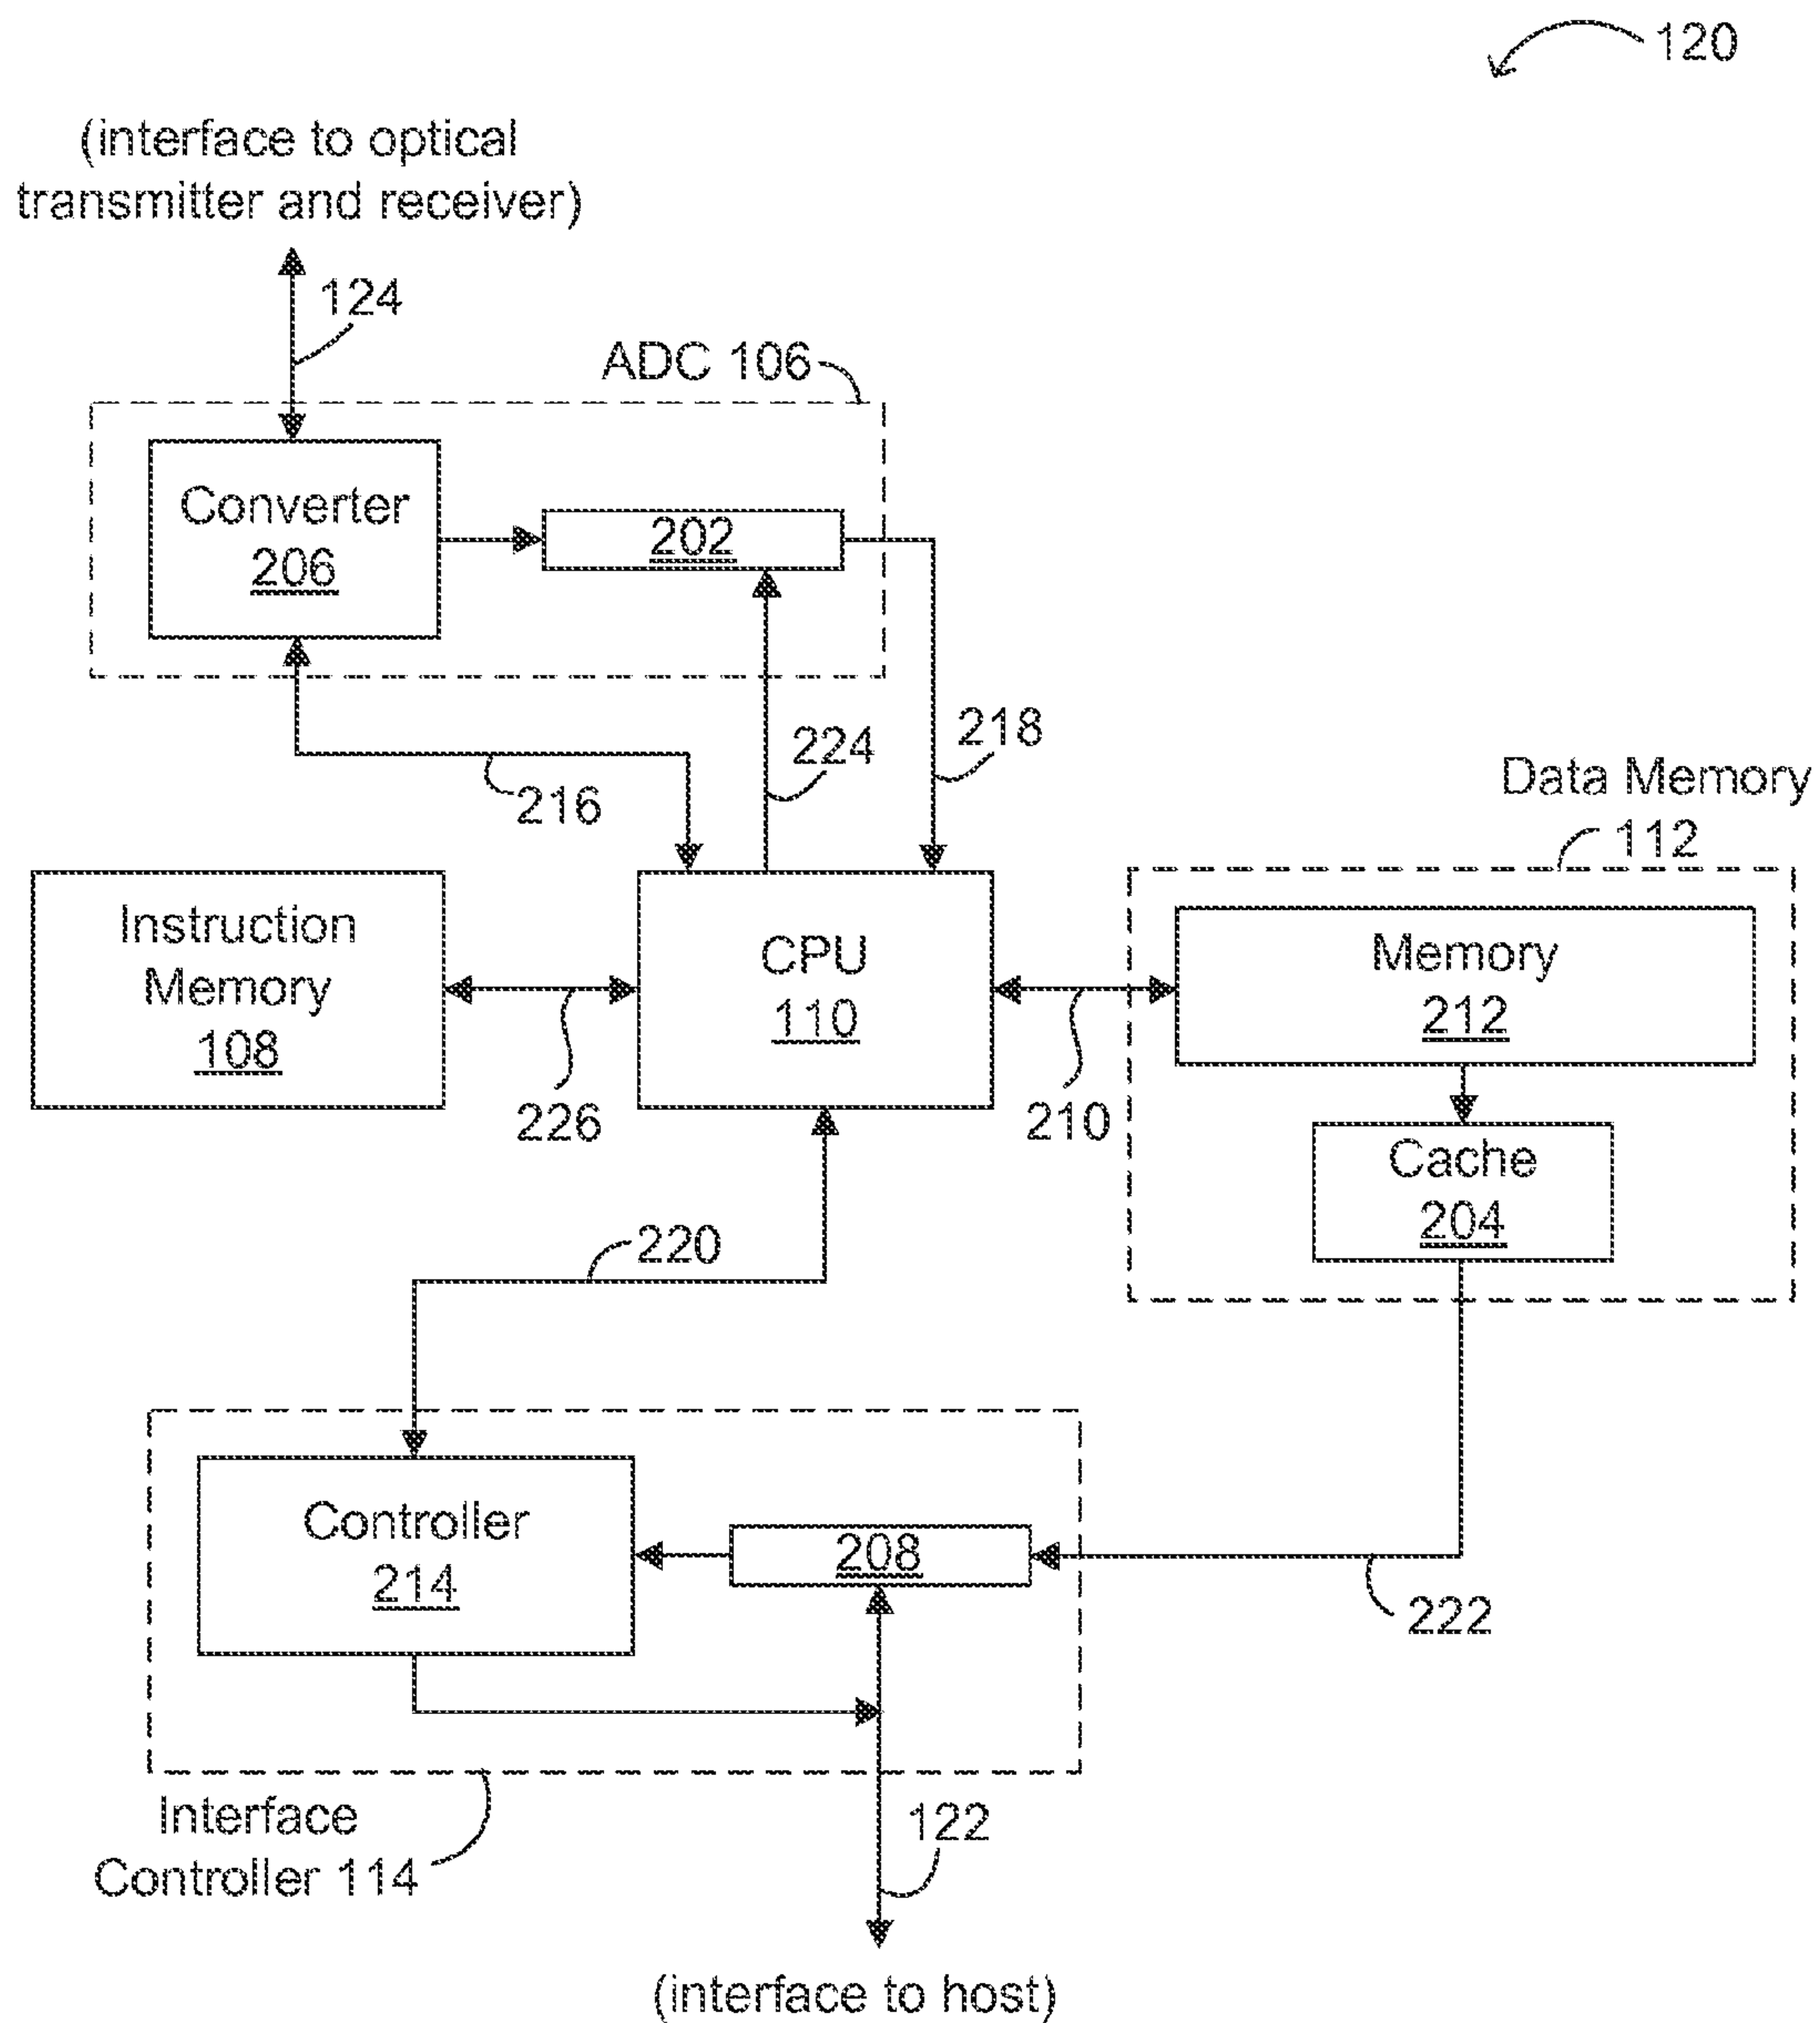 120
(interface to optical
transmitter and receiver)
124
ADC 106
Converter
206
202
218
224
216
Data Memory
112
Instruction
Memory
108
CPU
110
Memory
212
226
210
Cache
204
220
Controller
214
208
222
Interface
Controller 114
122
(interface to host)